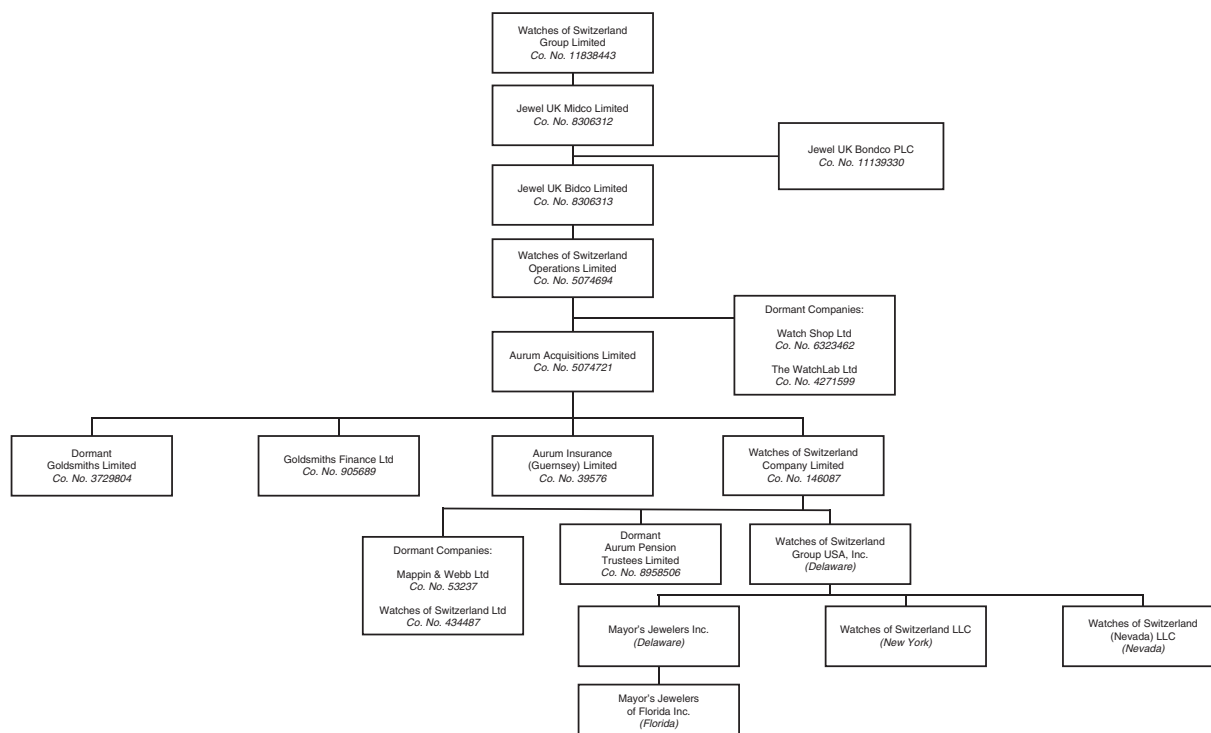 Watches of Switzerland
Group Limited
Co. No. 11838443
Jewel UK Midco Limited
Co. No. 8306312
Jewel UK Bondco PLC
Co. No. 11139330
Jewel UK Bidco Limited
Co. No. 8306313
Watches of Switzerland
Operations Limited
Co. No. 5074694
Dormant Companies:
Watch Shop Ltd
Co. No. 6323462
The WatchLab Ltd
Co. No. 4271599
Aurum Acquisitions Limited
Co. No. 5074721
Dormant
Goldsmiths Limited
Co. No. 3729804
Goldsmiths Finance Ltd
Co. No. 905689
Aurum Insurance
(Guernsey) Limited
Co. No. 39576
Watches of Switzerland
Company Limited
Co. No. 146087
Dormant Companies:
Mappin & Webb Ltd
Co. No. 53237
Watches of Switzerland Ltd
Co. No. 434487
Dormant
Aurum Pension
Trustees Limited
Co. No. 8958506
Watches of Switzerland
Group USA, Inc.
(Delaware)
Mayor's Jewelers Inc.
(Delaware)
Watches of Switzerland LLC
(New York)
Watches of Switzerland
(Nevada) LLC
(Nevada)
Mayor's Jewelers
of Florida Inc.
(Florida)